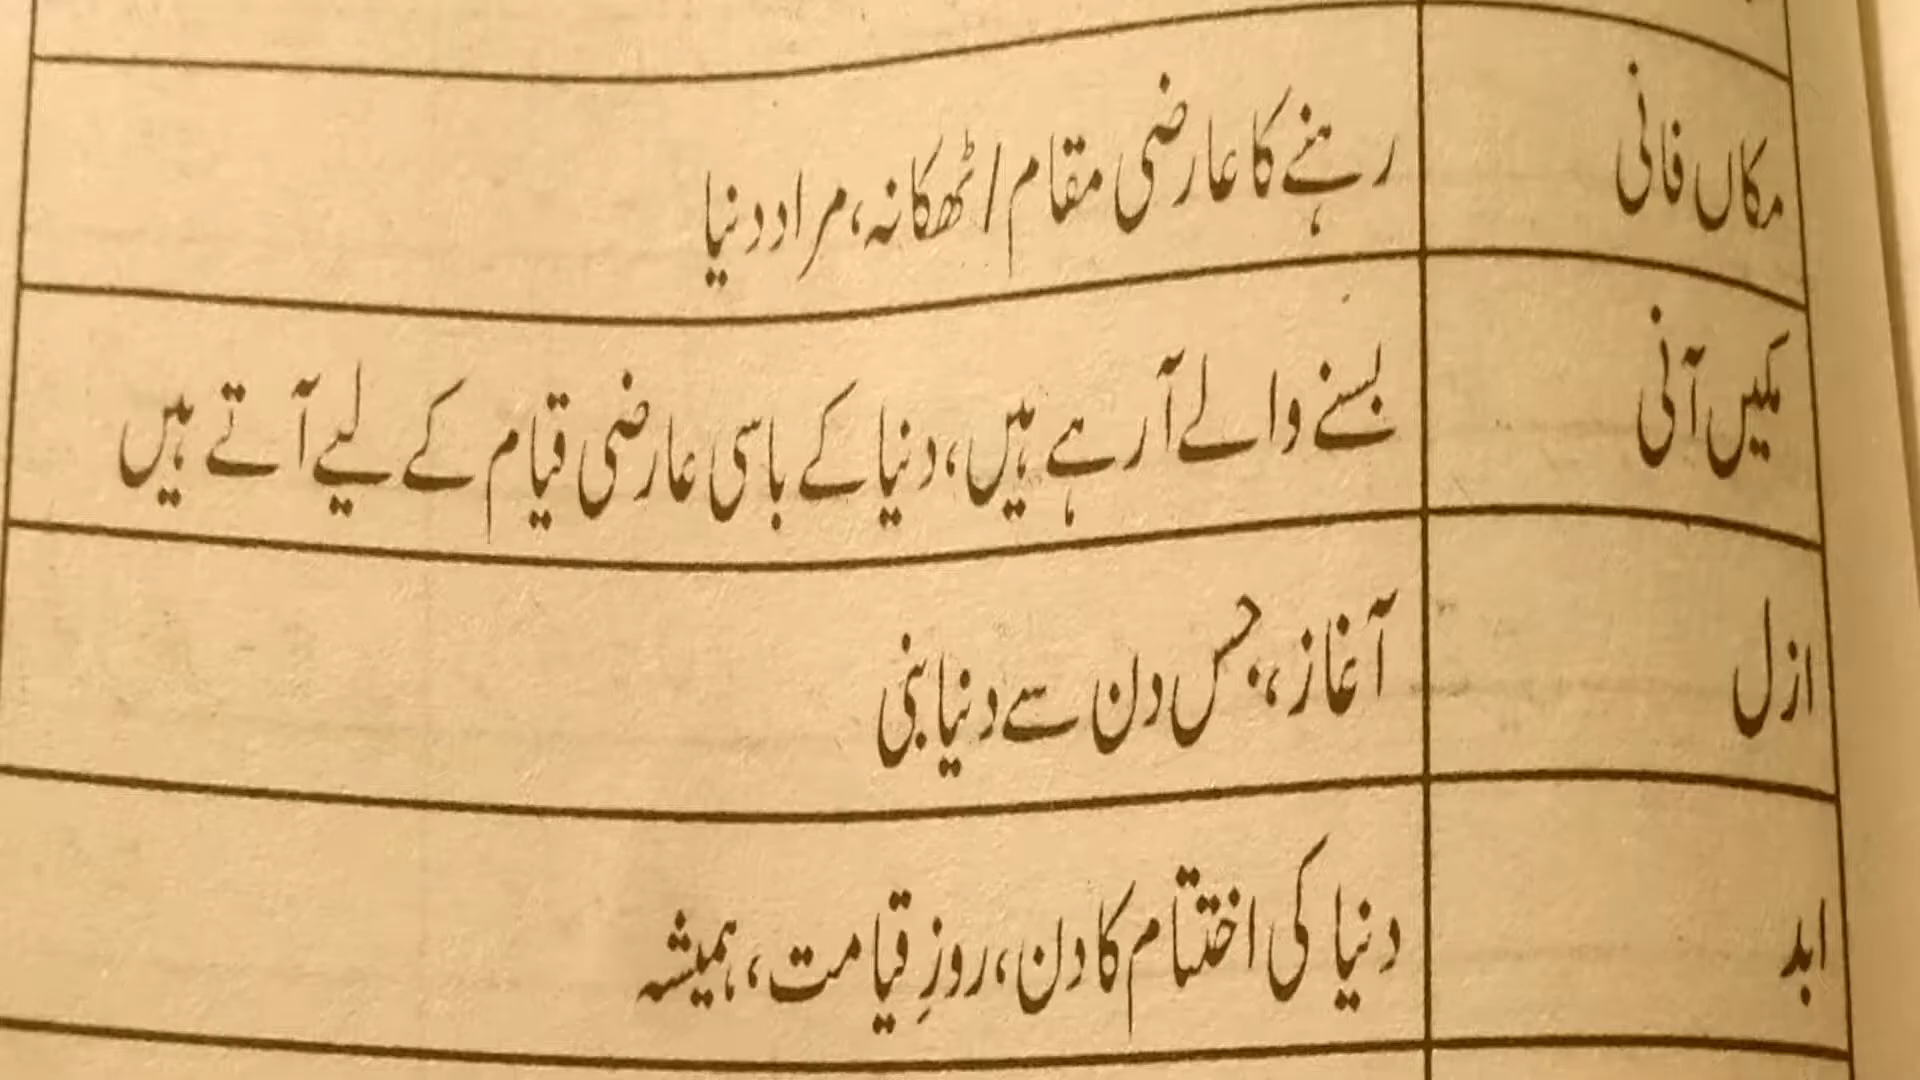 مکاں فانی رہنے کا عارضی مقام/ٹھکانہ، مراد دنیا
مکیں آنی بسنے والے آرہے ہیں، دنیا کے باسی عارضی قیام کے لیے آتے ہیں
ازل آغاز، جس دن سے دنیا بنی
ابد دنیا کی اختتام کا دن، روزِ قیامت، ہمیشہ